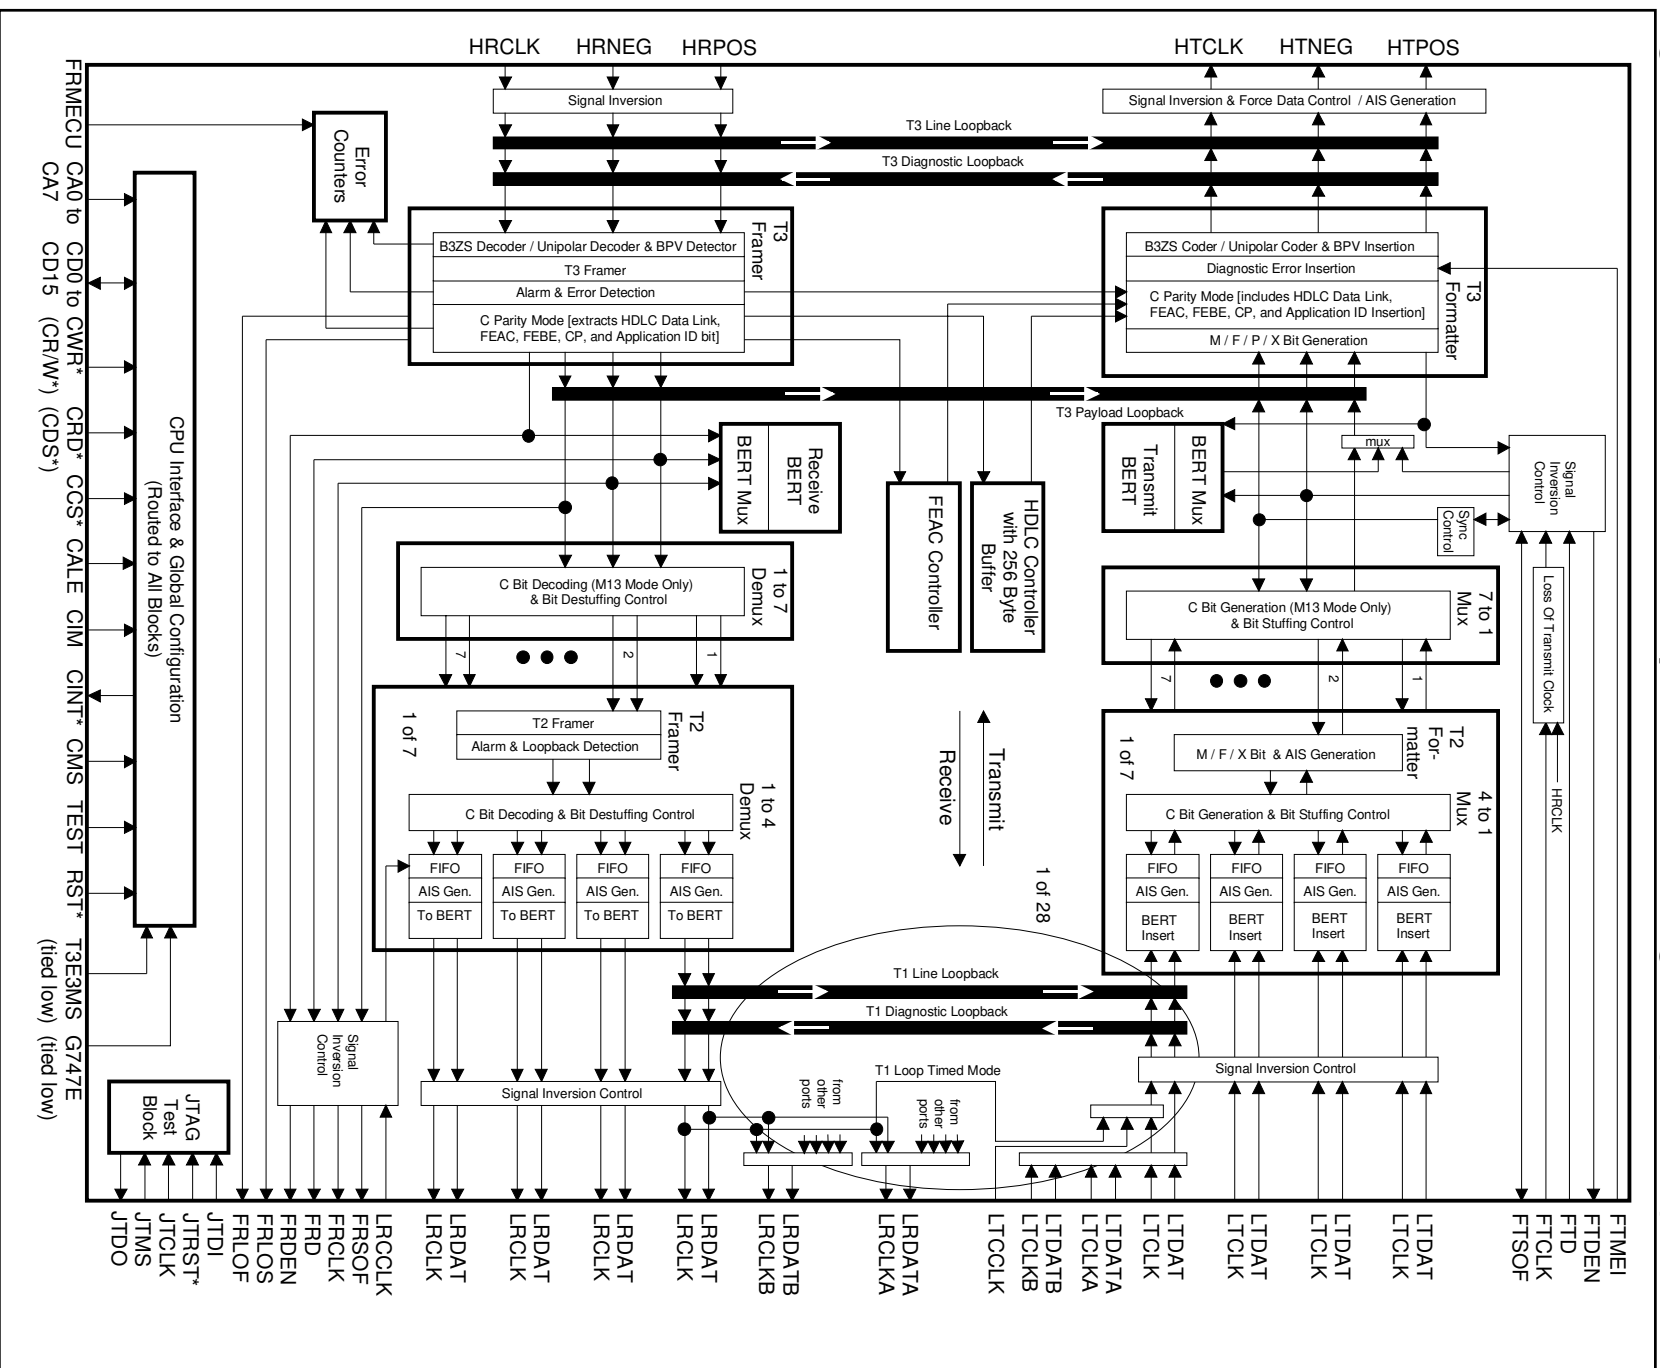 HRCLK HRNEG HRPOS
HTCLK HTNEG HTPOS
Signal Inversion
Signal Inversion & Force Data Control / AIS Generation
T3 Line Loopback
T3 Diagnostic Loopback
FRMECU
CA0 to
CA7
CD0 to
CD15
CWR*
(CR/W*)
CRD*
(CDS*)
CCS*
CALE
CIM
CINT*
CMS
TEST
RST*
T3E3MS
(tied low)
G747E
(tied low)
Error
Counters
CPU Interface & Global Configuration
(Routed to All Blocks)
T3
Framer
B3ZS Decoder / Unipolar Decoder & BPV Detector
T3 Framer
Alarm & Error Detection
C Parity Mode [extracts HDLC Data Link,
FEAC, FEBE, CP, and Application ID bit]
T3
Formatter
B3ZS Coder / Unipolar Coder & BPV Insertion
Diagnostic Error Insertion
C Parity Mode [includes HDLC Data Link,
FEAC, FEBE, CP, and Application ID Insertion]
M / F / P / X Bit Generation
T3 Payload Loopback
Receive
BERT
BERT Mux
BERT Mux
Transmit
BERT
mux
Signal
Inversion
Control
Sync
Control
FEAC Controller
HDLC Controller
with 256 Byte
Buffer
1 to 7
Demux
C Bit Decoding (M13 Mode Only)
& Bit Destuffing Control
7 to 1
Mux
C Bit Generation (M13 Mode Only)
& Bit Stuffing Control
Loss Of Transmit Clock
HRCLK
7
2
1
7
2
1
T2
Framer
1 of 7
T2 Framer
Alarm & Loopback Detection
1 to 4
Demux
C Bit Decoding & Bit Destuffing Control
FIFO
AIS Gen.
To BERT
FIFO
AIS Gen.
To BERT
FIFO
AIS Gen.
To BERT
FIFO
AIS Gen.
To BERT
Receive
Transmit
T2
For-
matter
1 of 7
M / F / X Bit & AIS Generation
4 to 1
Mux
C Bit Generation & Bit Stuffing Control
FIFO
AIS Gen.
BERT
Insert
FIFO
AIS Gen.
BERT
Insert
FIFO
AIS Gen.
BERT
Insert
FIFO
AIS Gen.
BERT
Insert
1 of 28
T1 Line Loopback
T1 Diagnostic Loopback
Signal
Inversion
Control
Signal Inversion Control
Signal Inversion Control
T1 Loop Timed Mode
from
other
ports
from
other
ports
JTAG
Test
Block
JTDO
JTMS
JTCLK
JTRST*
JTDI
FRLOF
FRLOS
FRDEN
FRD
FRCLK
FRSOF
LRCCLK
LRCLK
LRDAT
LRCLK
LRDAT
LRCLK
LRDAT
LRCLK
LRDAT
LRCLKB
LRDATB
LRCLKA
LRDATA
LTCCLK
LTCLKB
LTDATB
LTCLKA
LTDATA
LTCLK
LTDAT
LTCLK
LTDAT
LTCLK
LTDAT
LTCLK
LTDAT
FTSOF
FTCLK
FTD
FTDEN
FTMEI